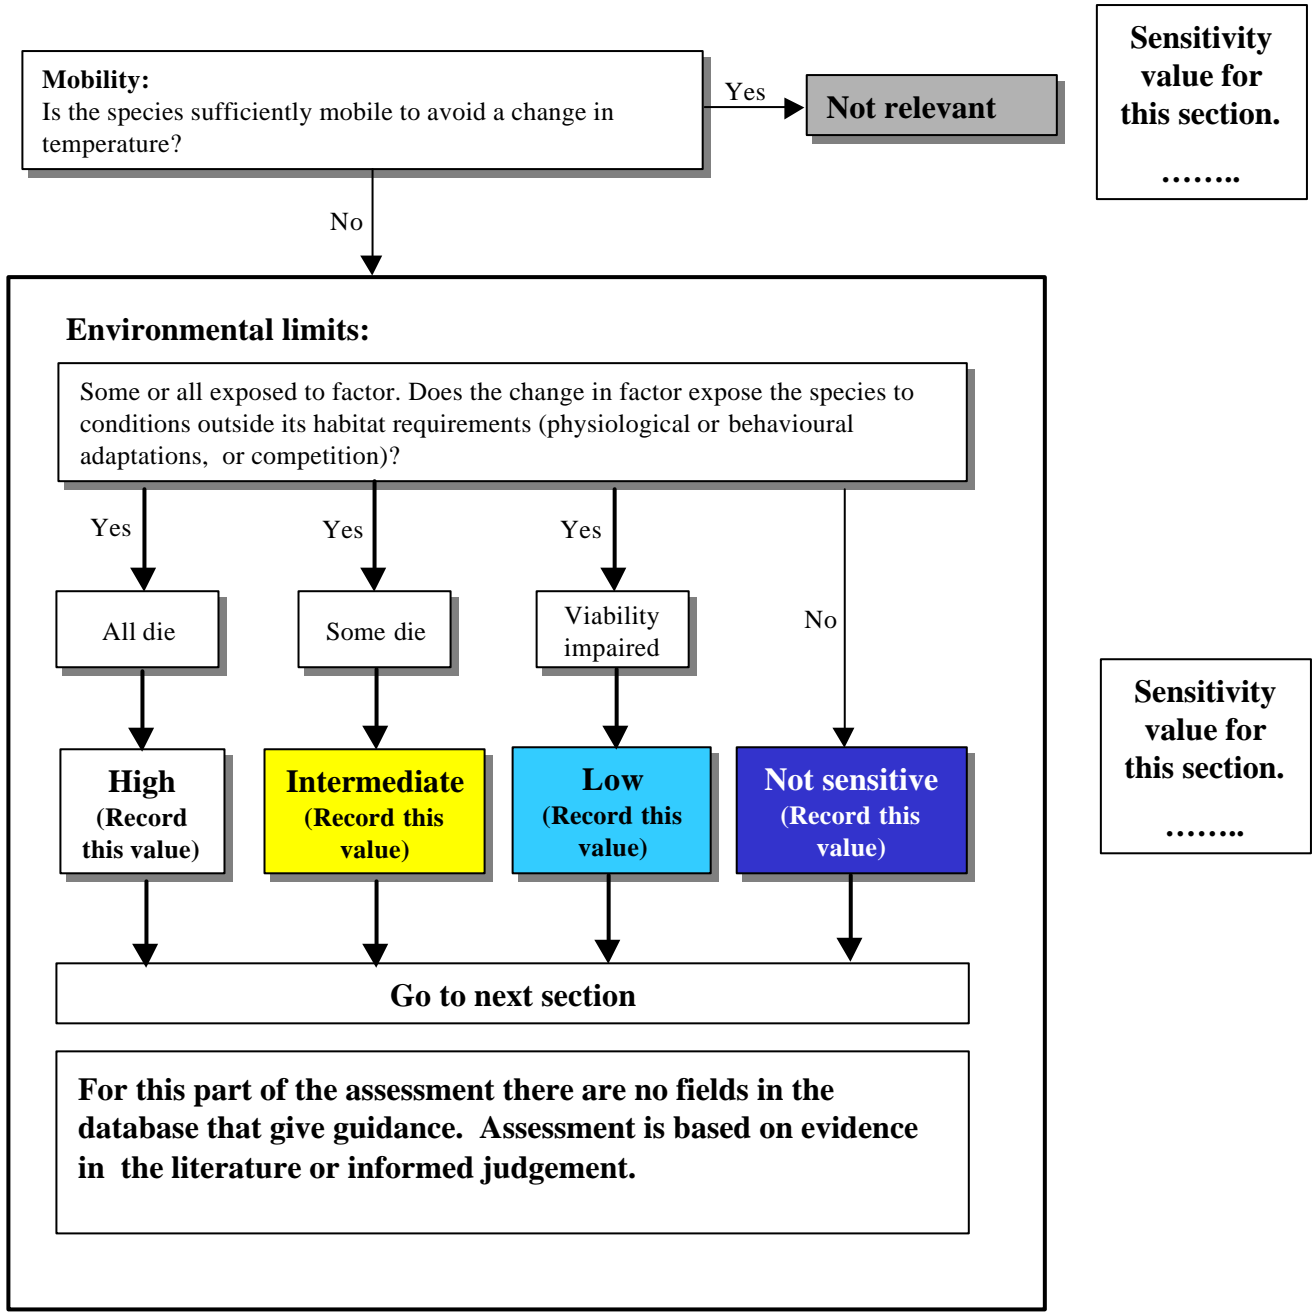 Sensitivity
value for
this section.
……..
Mobility:
Is the species sufficiently mobile to avoid a change in
temperature?
Yes
Not relevant
No
Environmental limits:
Some or all exposed to factor. Does the change in factor expose the species to
conditions outside its habitat requirements (physiological or behavioural
adaptations, or competition)?
Yes
Yes
Yes
No
All die
Some die
Viability
impaired
High
(Record
this value)
Intermediate
(Record this
value)
Low
(Record this
value)
Not sensitive
(Record this
value)
Sensitivity
value for
this section.
……..
Go to next section
For this part of the assessment there are no fields in the
database that give guidance. Assessment is based on evidence
in the literature or informed judgement.